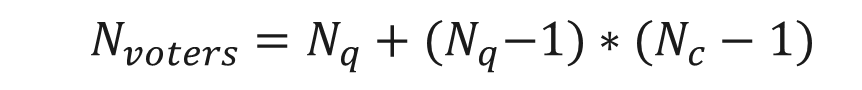 N_voters = N_q + (N_q−1) * (N_c − 1)